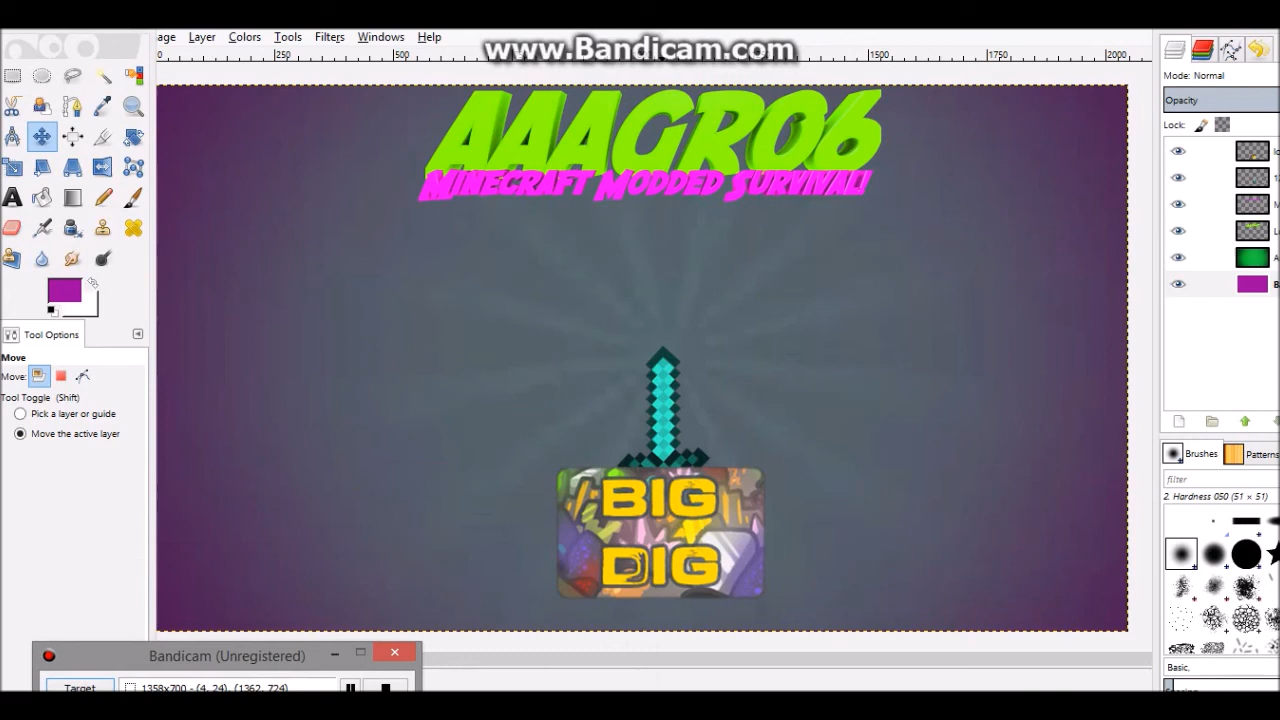 age Layer Colors Tools Filters Windows Help
www.Bandicam.com
250 500 1500 1750 2000
Mode: Normal
Opacity
Lock:
AAAGRO6
Minecraft Modded Survival!
BIG
DIG
Tool Options
Move
Move:
Tool Toggle (Shift)
Pick a layer or guide
Move the active layer
Brushes
Patterns
filter
2. Hardness 050 (51 × 51)
Basic,
Bandicam (Unregistered)
Target
1358x700 - (4, 24), (1362, 724)